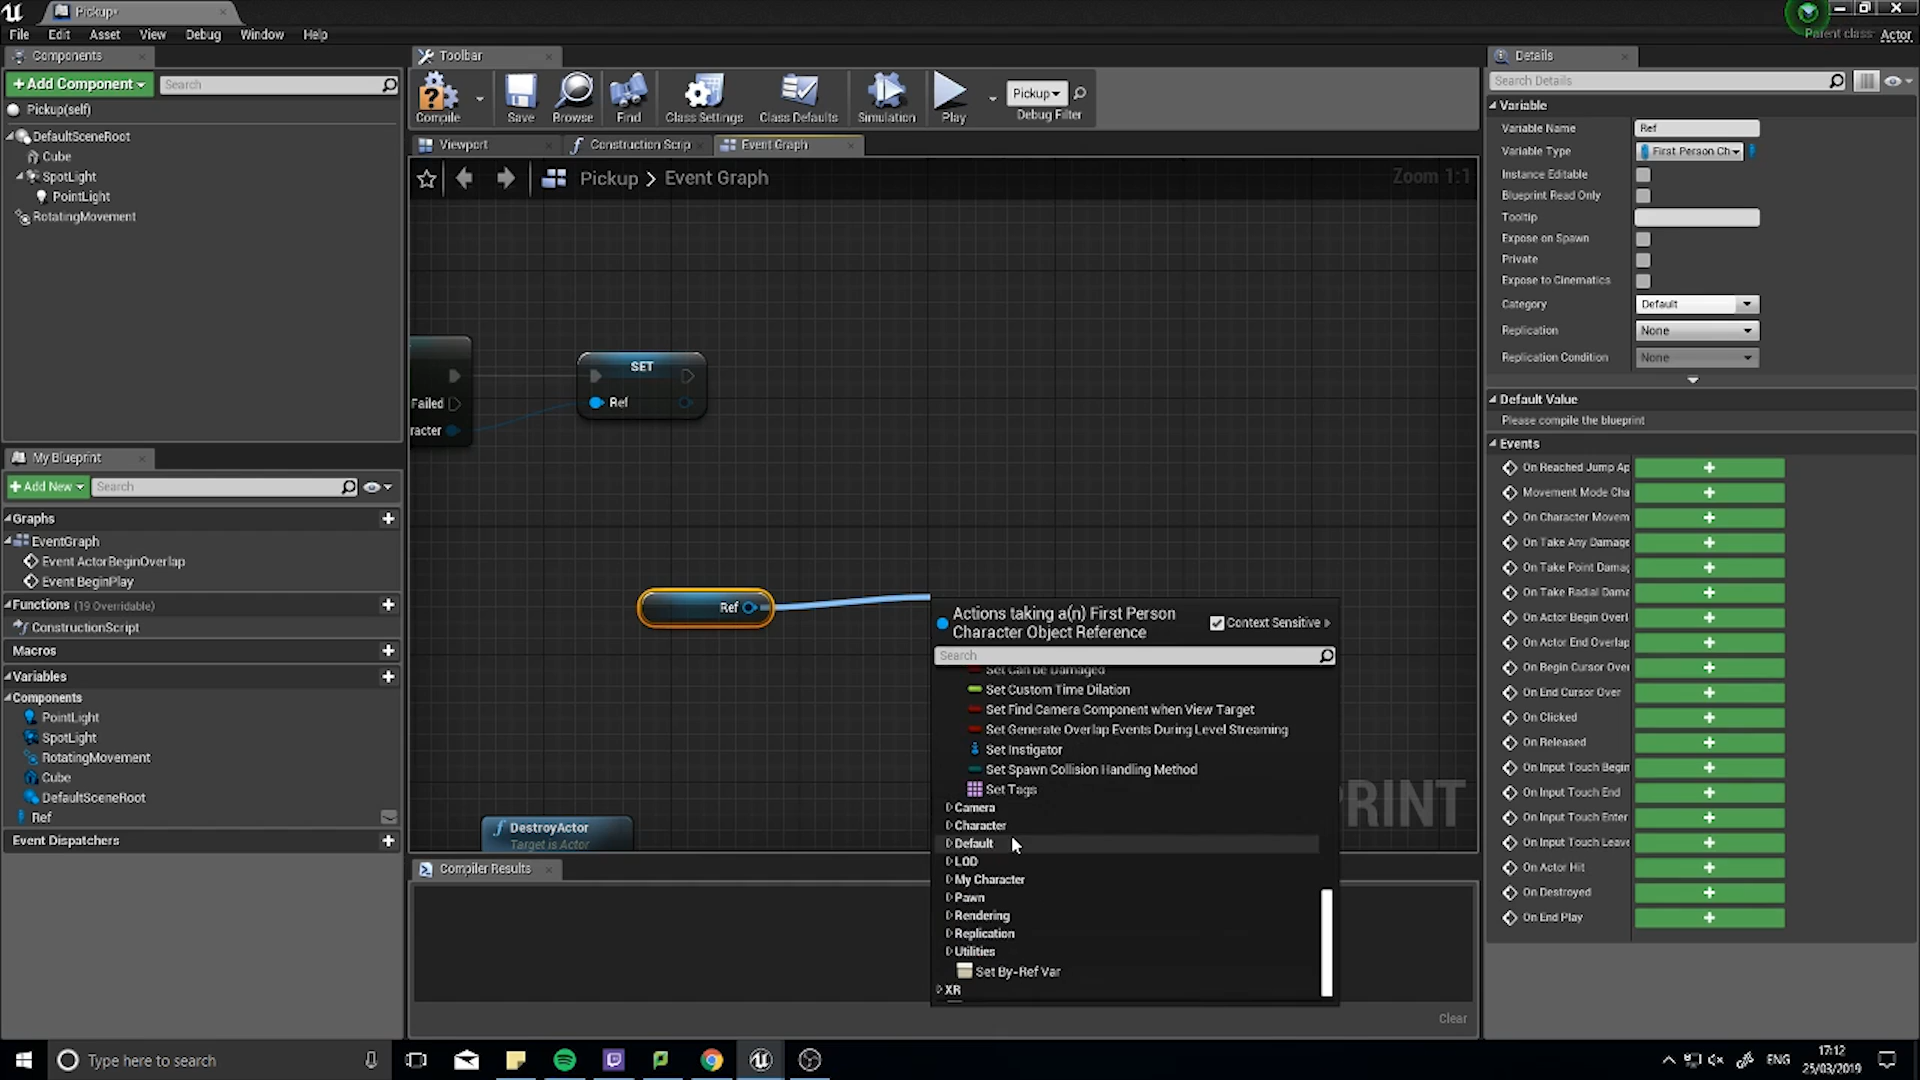 Pickup*
File Edit Asset View Debug Window Help
Parent class: Actor
Components
+Add Component
Search
Pickup(self)
DefaultSceneRoot
Cube
SpotLight
PointLight
RotatingMovement
Toolbar
Compile
Save
Browse
Find
Class Settings
Class Defaults
Simulation
Play
Pickup
Debug Filter
Viewport
Construction Scrip
Event Graph
Pickup > Event Graph
Zoom 1:1
Failed
racter
SET
Ref
Ref
DestroyActor
Target is Actor
RINT
Actions taking a(n) First Person
Character Object Reference
Context Sensitive
Search
Set Can be Damaged
Set Custom Time Dilation
Set Find Camera Component when View Target
Set Generate Overlap Events During Level Streaming
Set Instigator
Set Spawn Collision Handling Method
Set Tags
Camera
Character
Default
LOD
My Character
Pawn
Rendering
Replication
Utilities
Set By-Ref Var
XR
Compiler Results
Clear
My Blueprint
+Add New
Search
Graphs
EventGraph
Event ActorBeginOverlap
Event BeginPlay
Functions (19 Overridable)
ConstructionScript
Macros
Variables
Components
PointLight
SpotLight
RotatingMovement
Cube
DefaultSceneRoot
Ref
Event Dispatchers
Details
Search Details
Variable
Variable Name Ref
Variable Type First Person Ch
Instance Editable
Blueprint Read Only
Tooltip
Expose on Spawn
Private
Expose to Cinematics
Category Default
Replication None
Replication Condition None
Default Value
Please compile the blueprint
Events
On Reached Jump Ap
Movement Mode Cha
On Character Movem
On Take Any Damage
On Take Point Damag
On Take Radial Dama
On Actor Begin Overl
On Actor End Overlap
On Begin Cursor Over
On End Cursor Over
On Clicked
On Released
On Input Touch Begin
On Input Touch End
On Input Touch Enter
On Input Touch Leave
On Actor Hit
On Destroyed
On End Play
Type here to search
ENG
17:12
25/03/2019